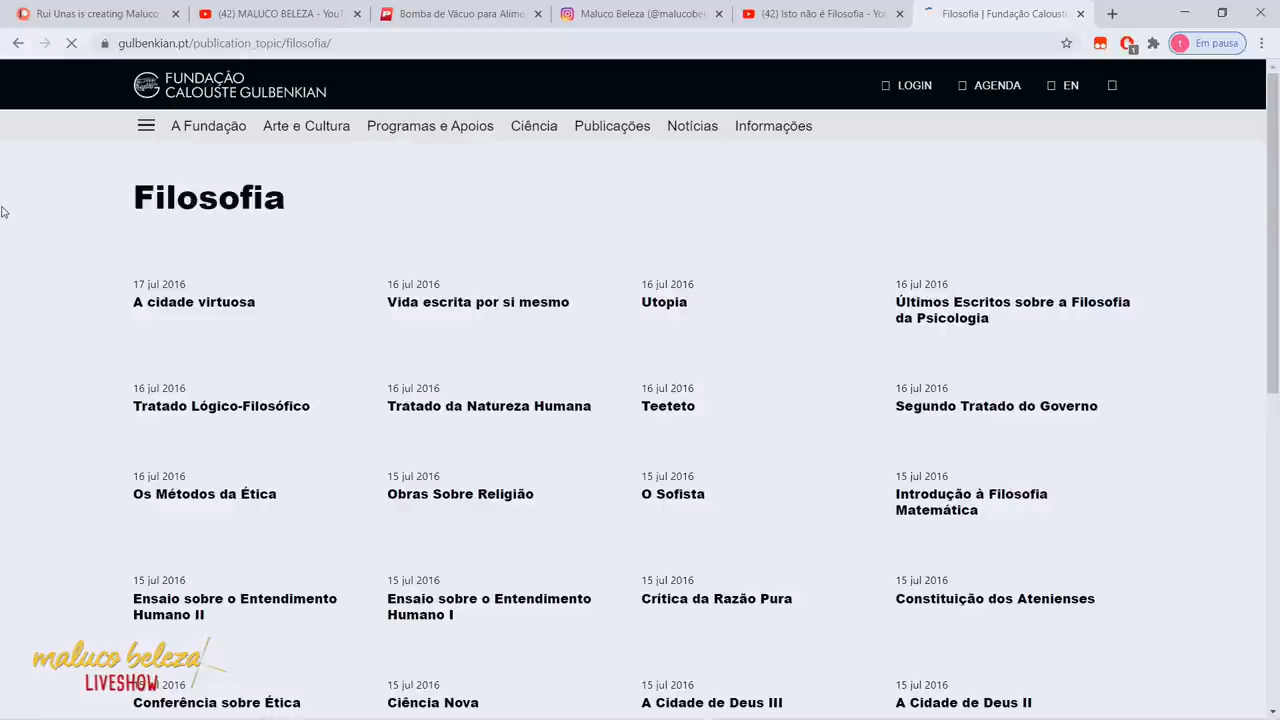 Rui Unas is creating Maluco
(42) MALUCO BELEZA - YouT
Bomba de Vácuo para Alime
Maluco Beleza (@malucobe
(42) Isto não é Filosofia - Yo
Filosofia | Fundação Calouste
gulbenkian.pt/publication_topic/filosofia/
1
t
Em pausa
FUNDAÇÃO
CALOUSTE GULBENKIAN
LOGIN
AGENDA
EN
A Fundação
Arte e Cultura
Programas e Apoios
Ciência
Publicações
Notícias
Informações
Filosofia
17 jul 2016
A cidade virtuosa
16 jul 2016
Vida escrita por si mesmo
16 jul 2016
Utopia
16 jul 2016
Últimos Escritos sobre a Filosofia
da Psicologia
16 jul 2016
Tratado Lógico-Filosófico
16 jul 2016
Tratado da Natureza Humana
16 jul 2016
Teeteto
16 jul 2016
Segundo Tratado do Governo
16 jul 2016
Os Métodos da Ética
15 jul 2016
Obras Sobre Religião
15 jul 2016
O Sofista
15 jul 2016
Introdução à Filosofia
Matemática
15 jul 2016
Ensaio sobre o Entendimento
Humano II
15 jul 2016
Ensaio sobre o Entendimento
Humano I
15 jul 2016
Crítica da Razão Pura
15 jul 2016
Constituição dos Atenienses
15 jul 2016
Conferência sobre Ética
15 jul 2016
Ciência Nova
15 jul 2016
A Cidade de Deus III
15 jul 2016
A Cidade de Deus II
maluco beleza
LIVESHOW